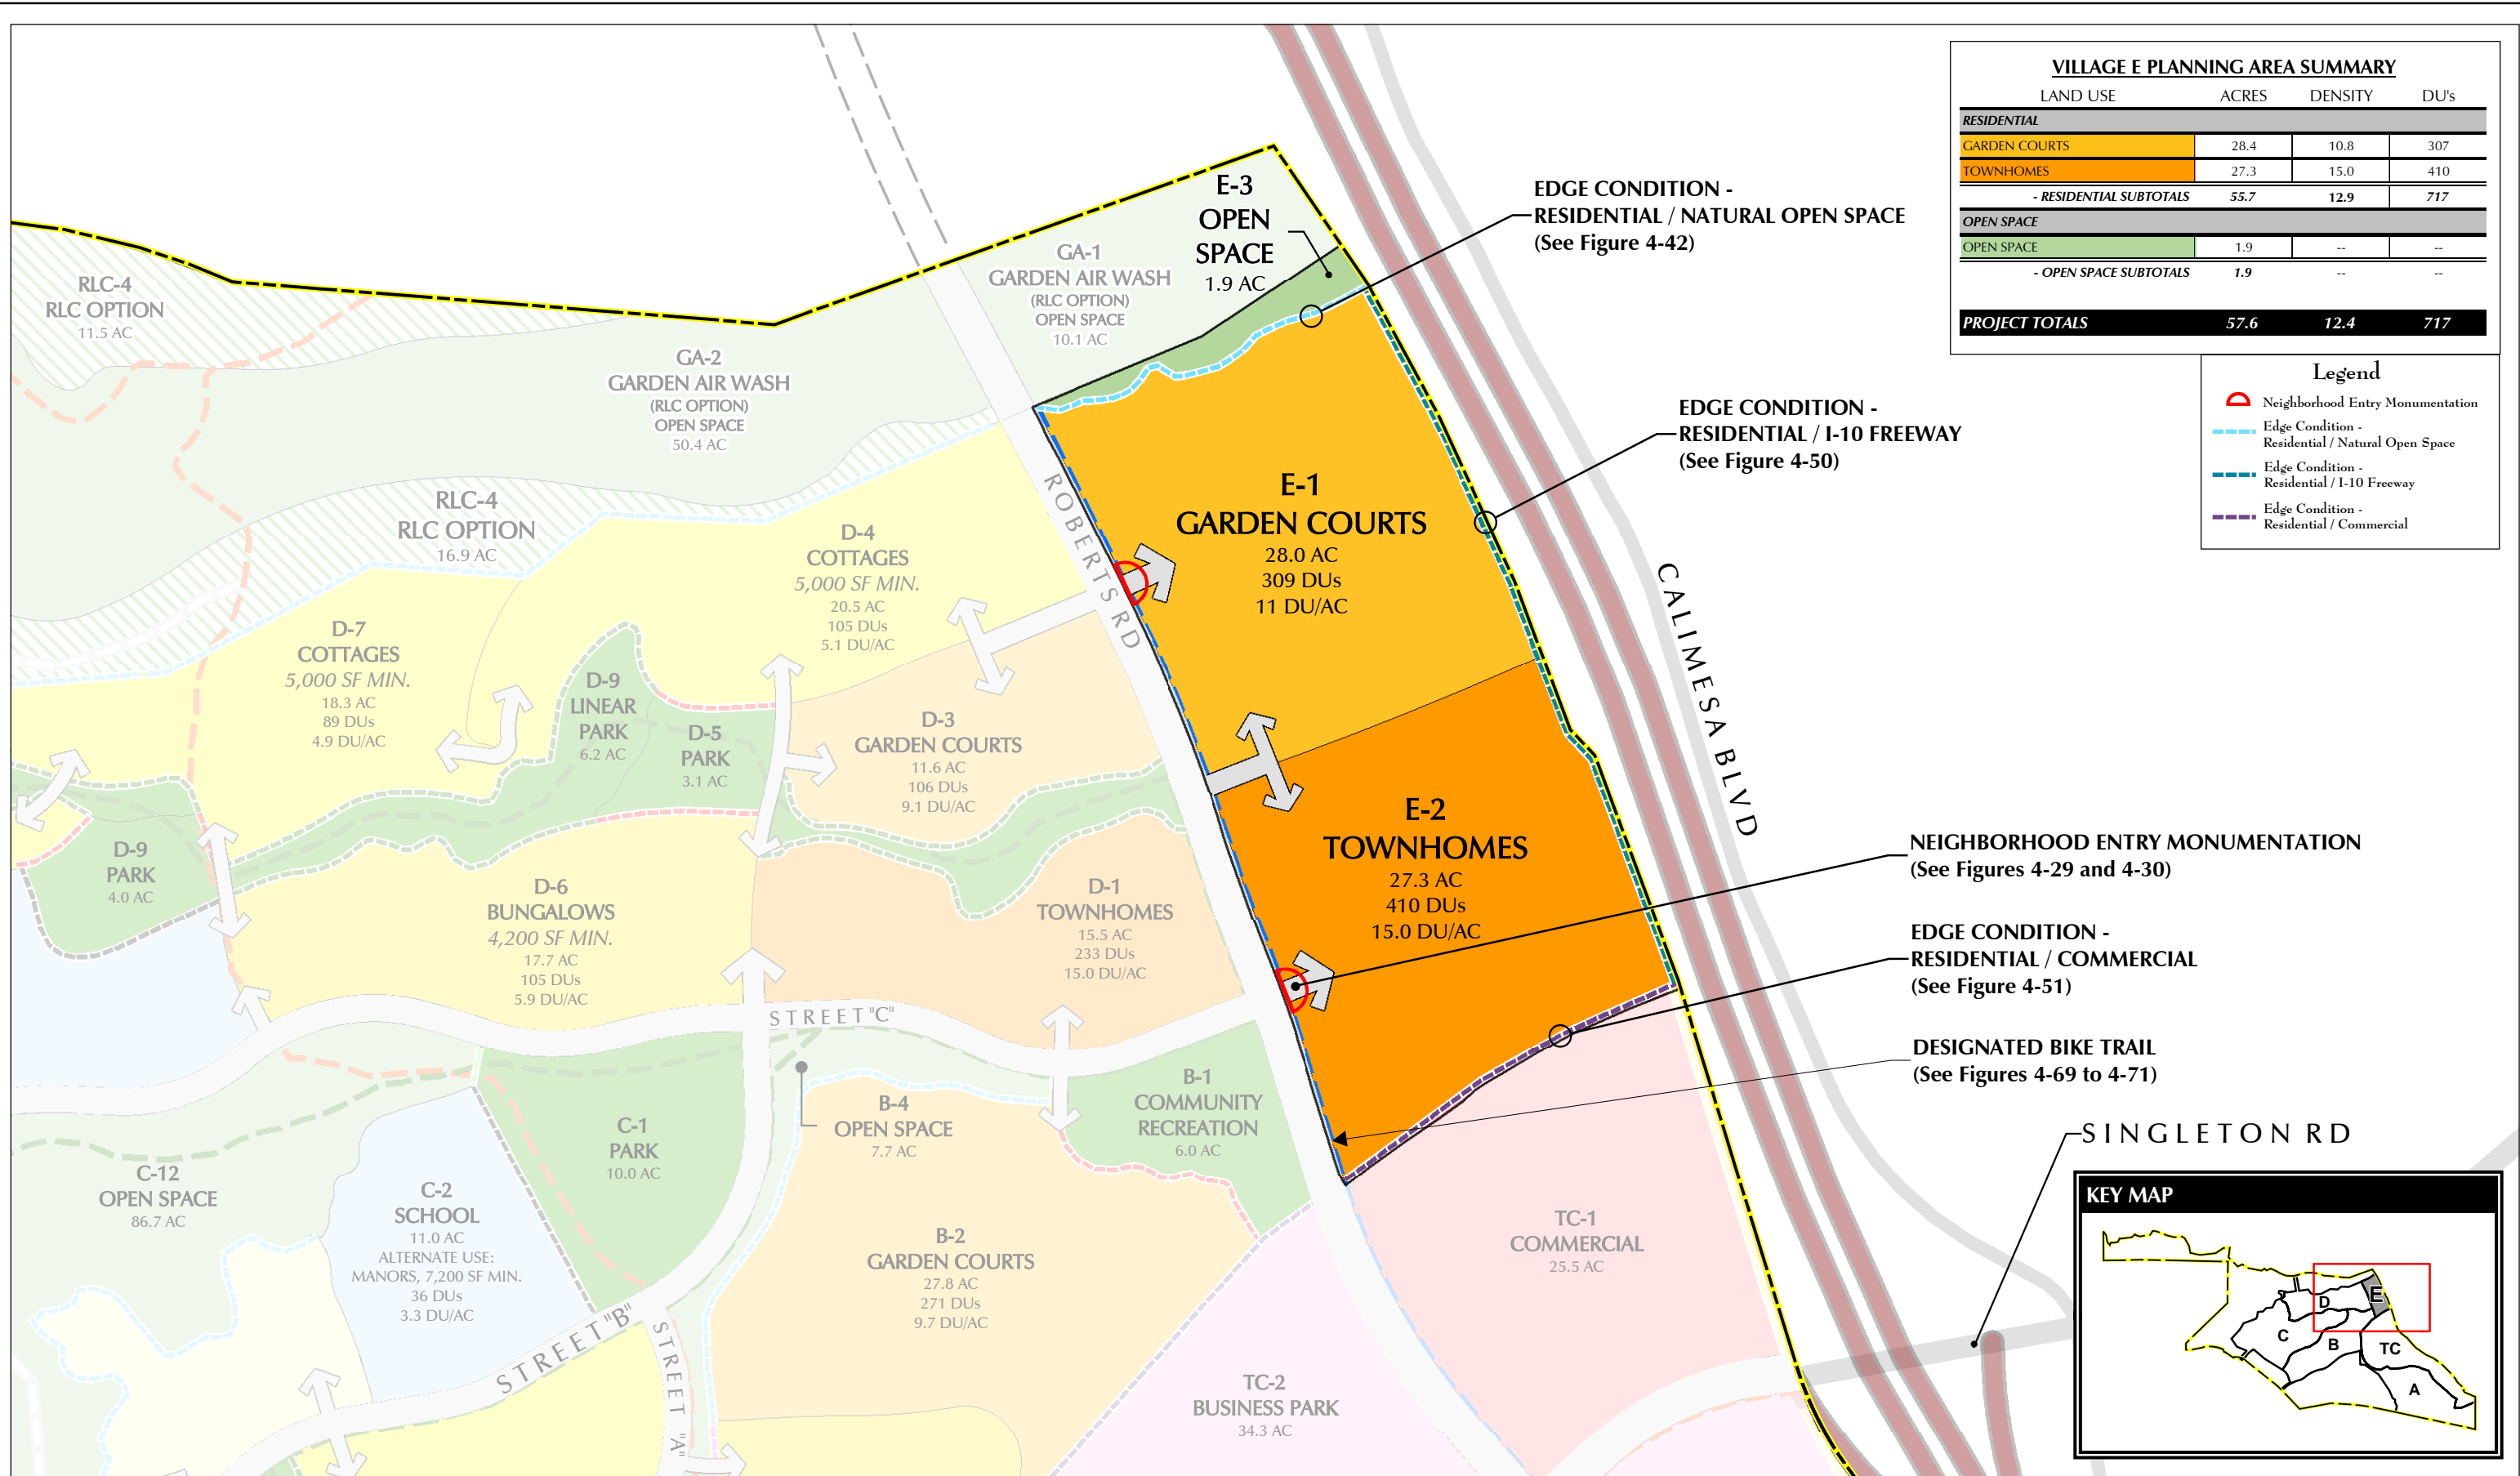 VILLAGE E PLANNING AREA SUMMARY
LAND USE ACRES DENSITY DU's
RESIDENTIAL
GARDEN COURTS 28.4 10.8 307
TOWNHOMES 27.3 15.0 410
- RESIDENTIAL SUBTOTALS 55.7 12.9 717
OPEN SPACE
OPEN SPACE 1.9 -- --
- OPEN SPACE SUBTOTALS 1.9 -- --
PROJECT TOTALS 57.6 12.4 717
Legend
Neighborhood Entry Monumentation
Edge Condition -
Residential / Natural Open Space
Edge Condition -
Residential / I-10 Freeway
Edge Condition -
Residential / Commercial
E-3
OPEN
SPACE
1.9 AC
EDGE CONDITION -
RESIDENTIAL / NATURAL OPEN SPACE
(See Figure 4-42)
GA-1
GARDEN AIR WASH
(RLC OPTION)
OPEN SPACE
10.1 AC
RLC-4
RLC OPTION
11.5 AC
GA-2
GARDEN AIR WASH
(RLC OPTION)
OPEN SPACE
50.4 AC
EDGE CONDITION -
RESIDENTIAL / I-10 FREEWAY
(See Figure 4-50)
RLC-4
RLC OPTION
16.9 AC
ROBERTS RD
E-1
GARDEN COURTS
28.0 AC
309 DUs
11 DU/AC
D-4
COTTAGES
5,000 SF MIN.
20.5 AC
105 DUs
5.1 DU/AC
CALIMESA BLVD
D-7
COTTAGES
5,000 SF MIN.
18.3 AC
89 DUs
4.9 DU/AC
D-9
LINEAR
PARK
6.2 AC
D-5
PARK
3.1 AC
D-3
GARDEN COURTS
11.6 AC
106 DUs
9.1 DU/AC
E-2
TOWNHOMES
27.3 AC
410 DUs
15.0 DU/AC
D-9
PARK
4.0 AC
D-6
BUNGALOWS
4,200 SF MIN.
17.7 AC
105 DUs
5.9 DU/AC
D-1
TOWNHOMES
15.5 AC
233 DUs
15.0 DU/AC
NEIGHBORHOOD ENTRY MONUMENTATION
(See Figures 4-29 and 4-30)
EDGE CONDITION -
RESIDENTIAL / COMMERCIAL
(See Figure 4-51)
DESIGNATED BIKE TRAIL
(See Figures 4-69 to 4-71)
STREET "C"
B-4
OPEN SPACE
7.7 AC
B-1
COMMUNITY
RECREATION
6.0 AC
C-1
PARK
10.0 AC
C-12
OPEN SPACE
86.7 AC
C-2
SCHOOL
11.0 AC
ALTERNATE USE:
MANORS, 7,200 SF MIN.
36 DUs
3.3 DU/AC
B-2
GARDEN COURTS
27.8 AC
271 DUs
9.7 DU/AC
TC-1
COMMERCIAL
25.5 AC
SINGLETON RD
STREET "B"
STREET "A"
TC-2
BUSINESS PARK
34.3 AC
KEY MAP
D
E
C
B
TC
A